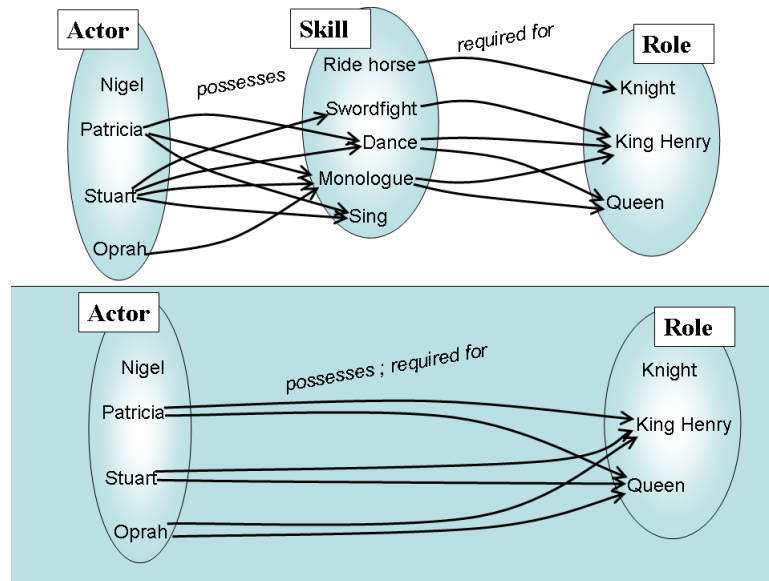 Actor
Skill
Role
possesses
required for
Nigel
Patricia
Stuart
Oprah
Ride horse
Swordfight
Dance
Monologue
Sing
Knight
King Henry
Queen
Actor
Role
possesses ; required for
Nigel
Patricia
Stuart
Oprah
Knight
King Henry
Queen